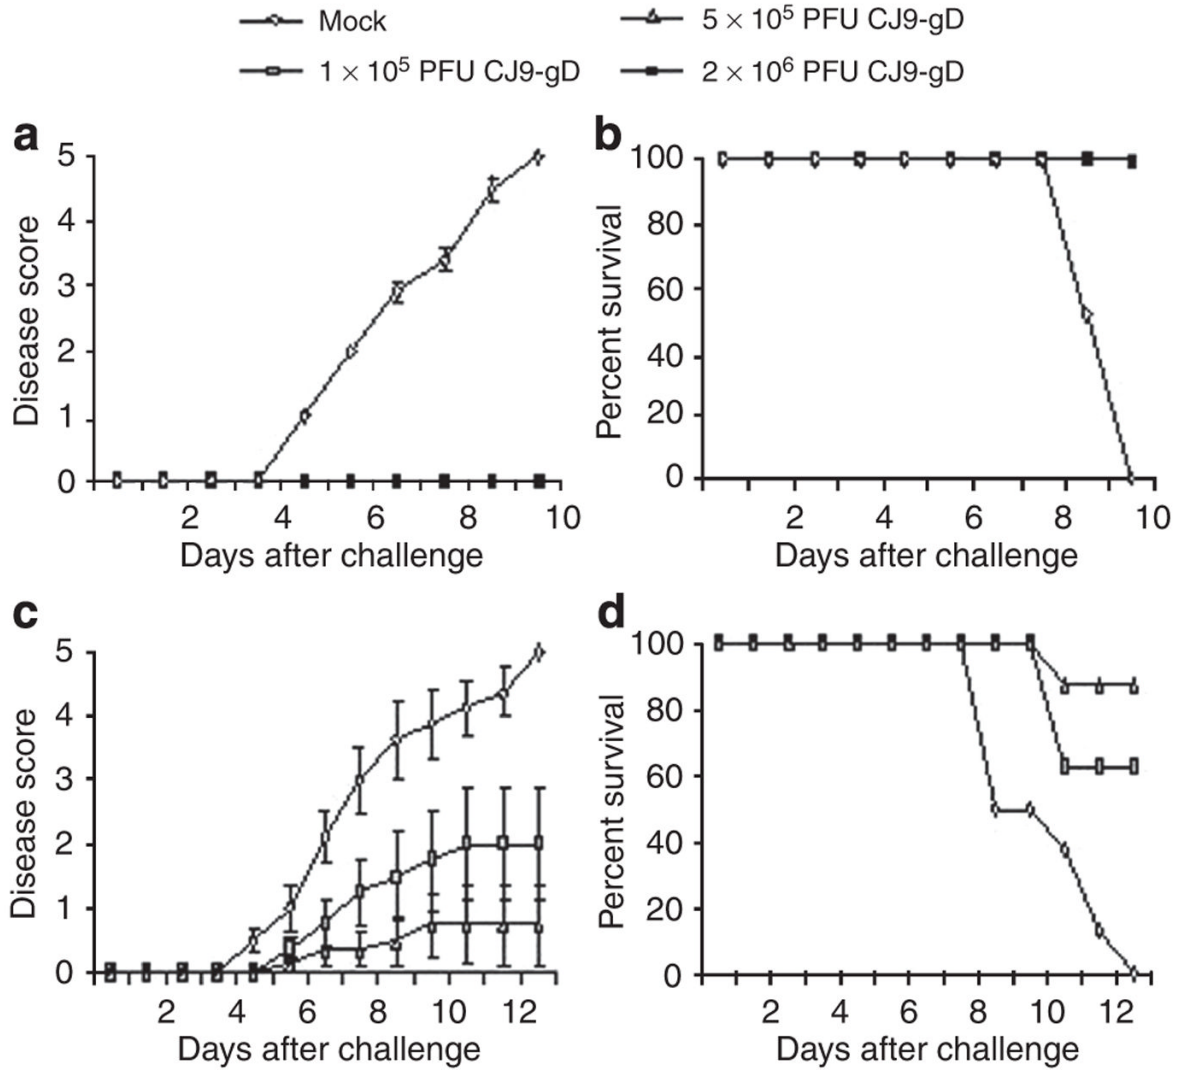 Mock
5 × 10⁵ PFU CJ9-gD
1 × 10⁵ PFU CJ9-gD
2 × 10⁶ PFU CJ9-gD
a
5
4
3
2
1
0
Disease score
2 4 6 8 10
Days after challenge
b
100
80
60
40
20
0
Percent survival
2 4 6 8 10
Days after challenge
c
5
4
3
2
1
0
Disease score
2 4 6 8 10 12
Days after challenge
d
100
80
60
40
20
0
Percent survival
2 4 6 8 10 12
Days after challenge